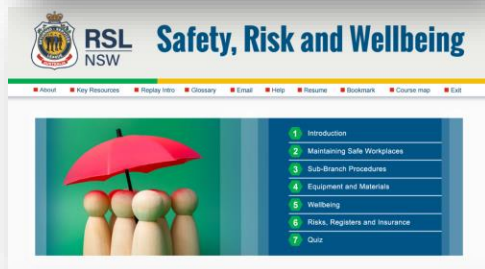 RSL
NSW
Safety, Risk and Wellbeing
AUSTRALIA
About Key Resources Replay Intro Glossary Email Help Resume Bookmark Course map Exit
1 Introduction
2 Maintaining Safe Workplaces
3 Sub-Branch Procedures
4 Equipment and Materials
5 Wellbeing
6 Risks, Registers and Insurance
7 Quiz